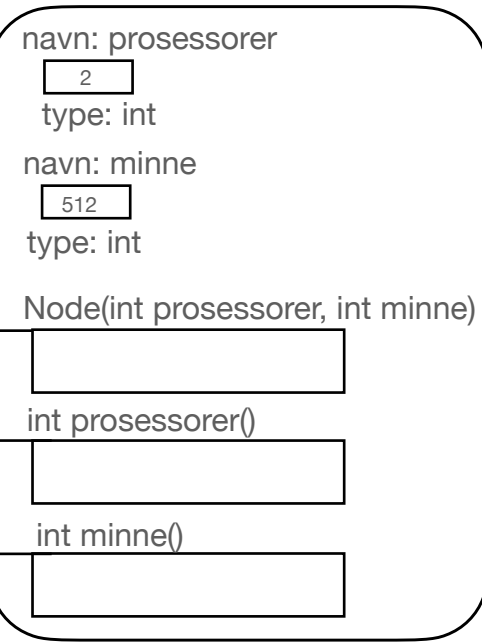 navn: prosessorer
2
type: int
navn: minne
512
type: int
Node(int prosessorer, int minne)
int prosessorer()
int minne()